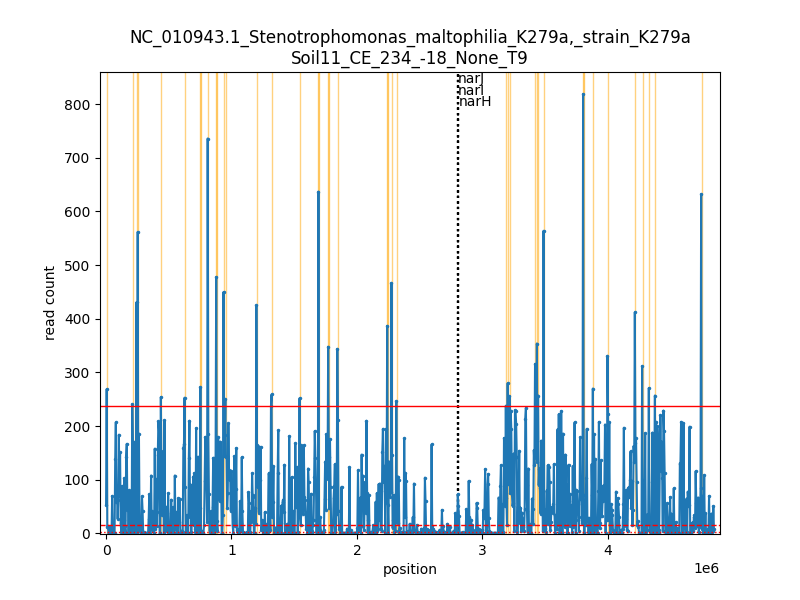 NC_010943.1_Stenotrophomonas_maltophilia_K279a,_strain_K279a
Soil11_CE_234_-18_None_T9
narJ
narI
narH
800
700
600
500
400
300
200
100
0
read count
0 1 2 3 4
1e6
position